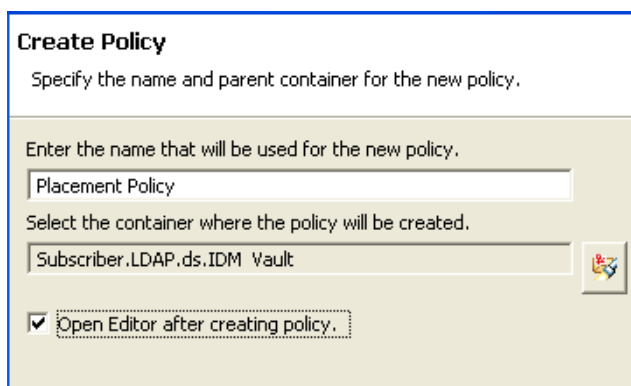 Create Policy
Specify the name and parent container for the new policy.
Enter the name that will be used for the new policy.
Placement Policy
Select the container where the policy will be created.
Subscriber.LDAP.ds.IDM Vault
Open Editor after creating policy.